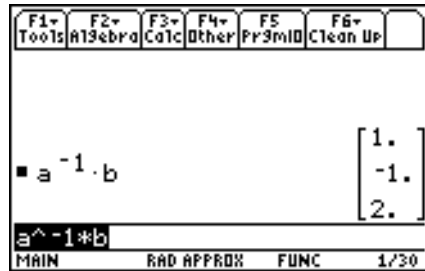 F1▾ F2▾ F3▾ F4▾ F5 F6▾
Tools Algebra Calc Other PrgmIO Clean Up
▪ a⁻¹·b [1. -1. 2.]
a^-1*b
MAIN RAD APPROX FUNC 1/30